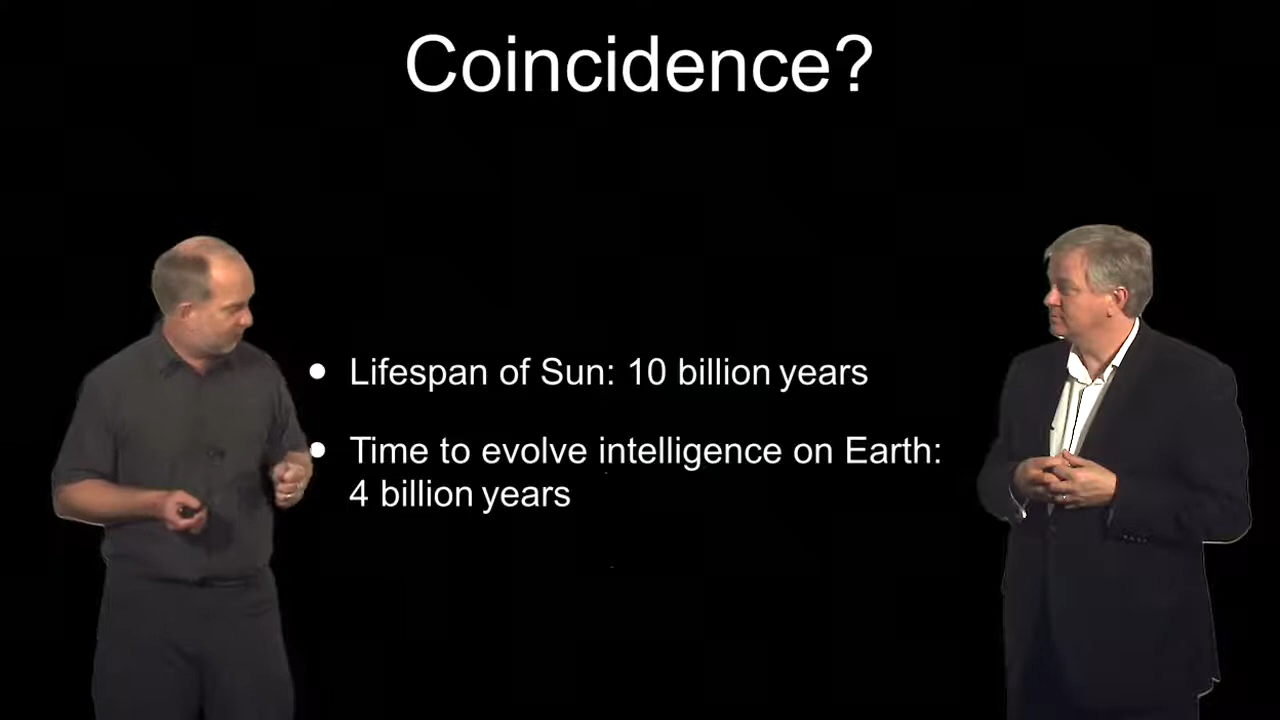 Coincidence?
Lifespan of Sun: 10 billion years
Time to evolve intelligence on Earth:
4 billion years